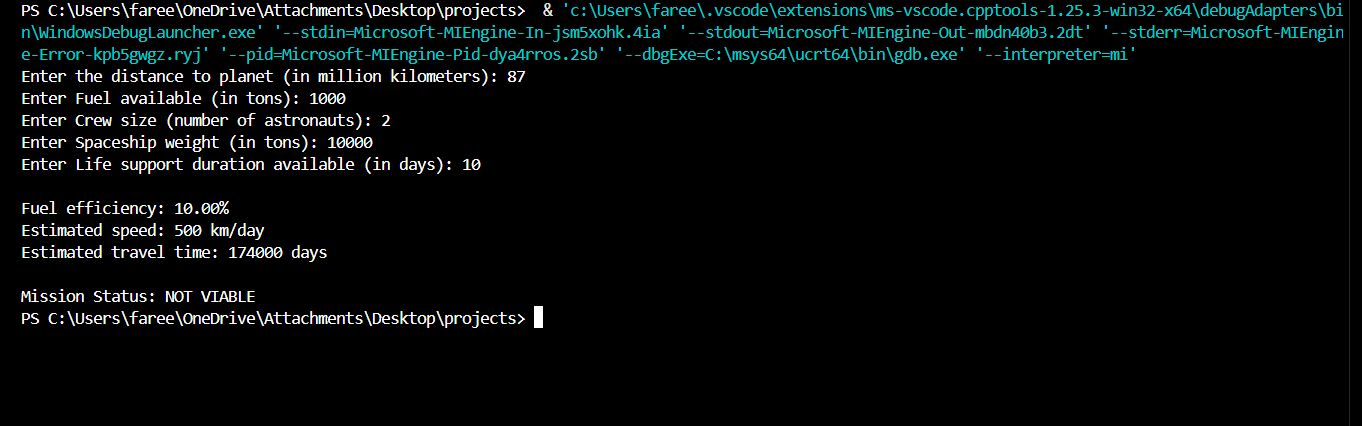 PS C:\Users\faree\OneDrive\Attachments\Desktop\projects>  & 'c:\Users\faree\.vscode\extensions\ms-vscode.cpptools-1.25.3-win32-x64\debugAdapters\bi
n\WindowsDebugLauncher.exe' '--stdin=Microsoft-MIEngine-In-jsm5xohk.4ia' '--stdout=Microsoft-MIEngine-Out-mbdn40b3.2dt' '--stderr=Microsoft-MIEngin
e-Error-kpb5gwgz.ryj' '--pid=Microsoft-MIEngine-Pid-dya4rros.2sb' '--dbgExe=C:\msys64\ucrt64\bin\gdb.exe' '--interpreter=mi'
Enter the distance to planet (in million kilometers): 87
Enter Fuel available (in tons): 1000
Enter Crew size (number of astronauts): 2
Enter Spaceship weight (in tons): 10000
Enter Life support duration available (in days): 10
Fuel efficiency: 10.00%
Estimated speed: 500 km/day
Estimated travel time: 174000 days
Mission Status: NOT VIABLE
PS C:\Users\faree\OneDrive\Attachments\Desktop\projects>